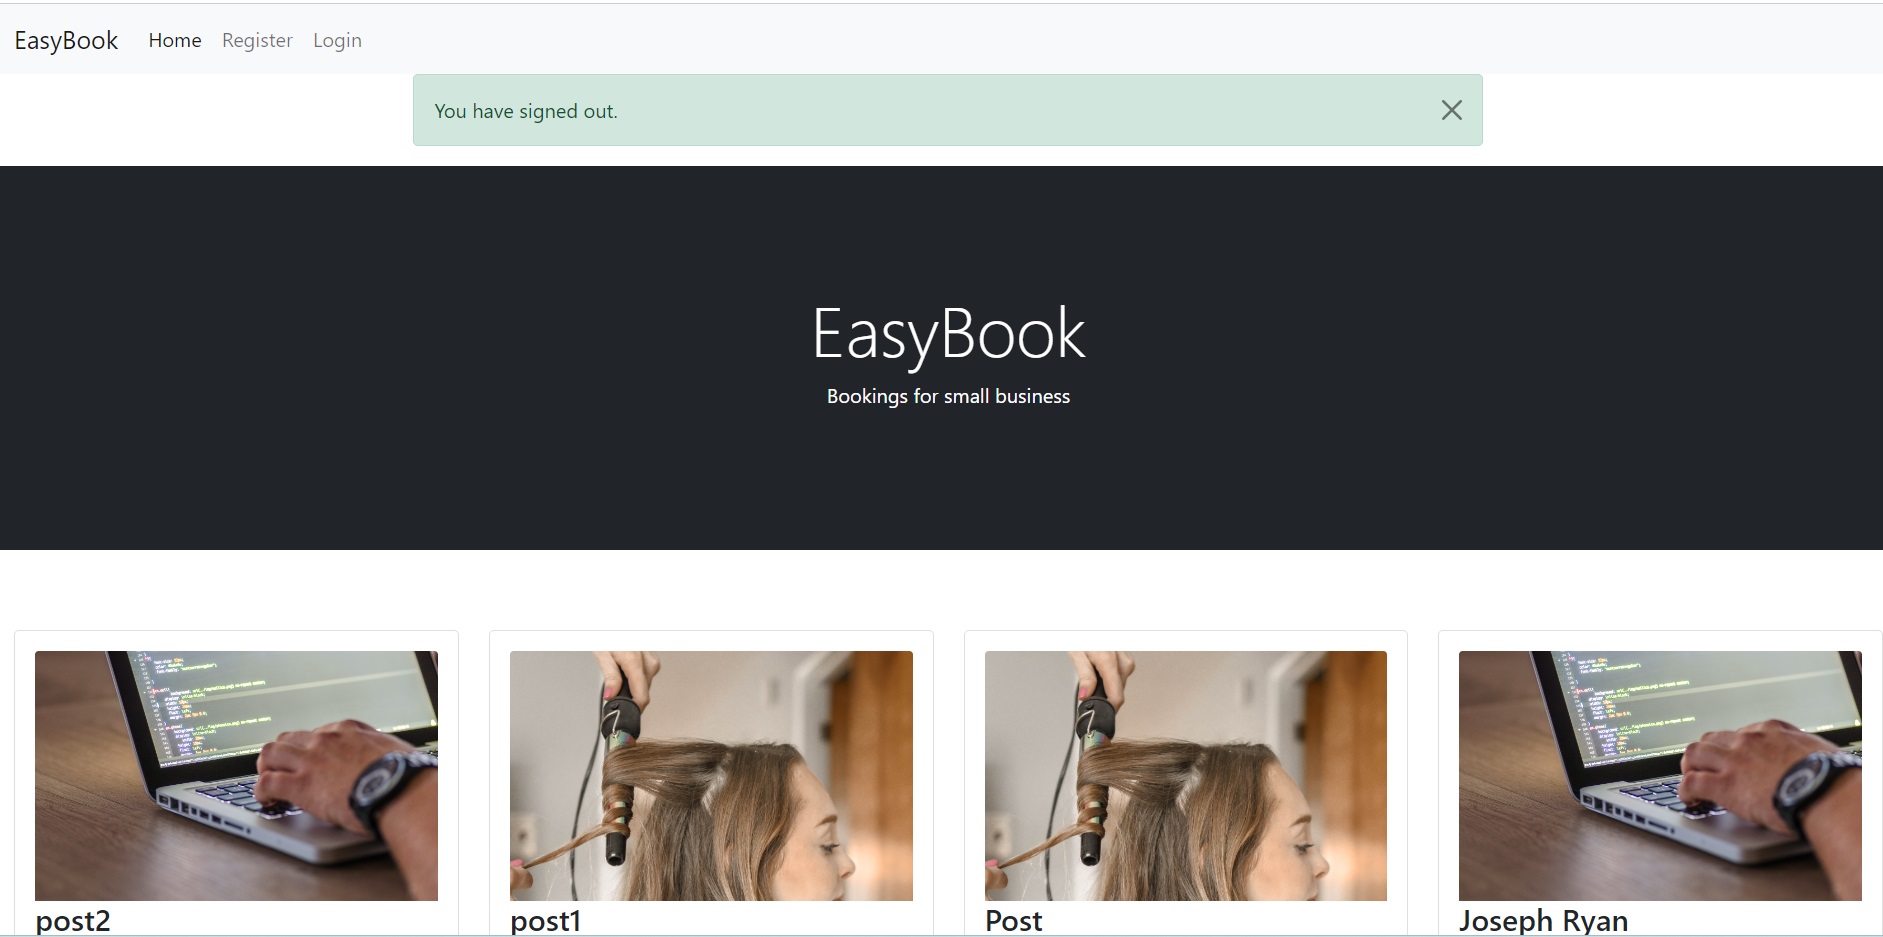 EasyBook Home Register Login
You have signed out.
EasyBook
Bookings for small business
post2
post1
Post
Joseph Ryan